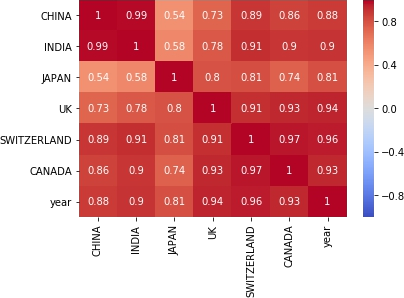 CHINA 1 0.99 0.54 0.73 0.89 0.86 0.88
INDIA 0.99 1 0.58 0.78 0.91 0.9 0.9
JAPAN 0.54 0.58 1 0.8 0.81 0.74 0.81
UK 0.73 0.78 0.8 1 0.91 0.93 0.94
SWITZERLAND 0.89 0.91 0.81 0.91 1 0.97 0.96
CANADA 0.86 0.9 0.74 0.93 0.97 1 0.93
year 0.88 0.9 0.81 0.94 0.96 0.93 1
CHINA INDIA JAPAN UK SWITZERLAND CANADA year
0.8
0.4
0.0
−0.4
−0.8